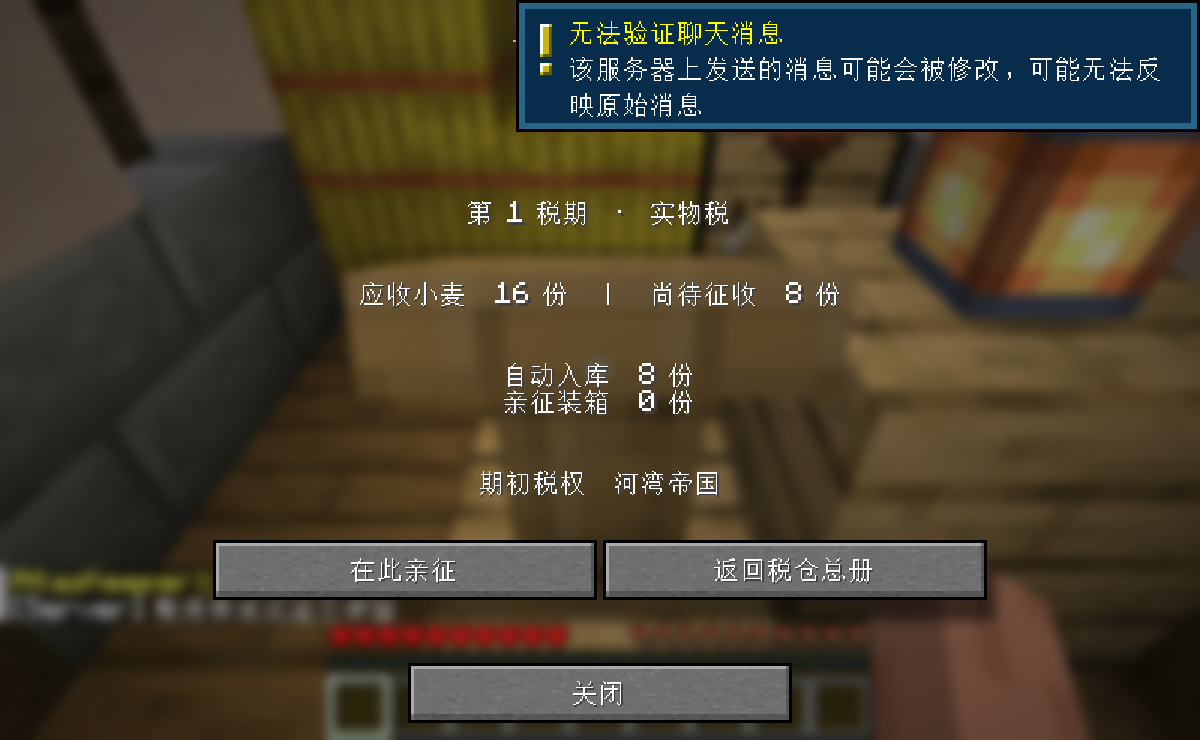 无法验证聊天消息
该服务器上发送的消息可能会被修改，可能无法反
映原始消息
第 1 税期 · 实物税
应收小麦 16 份 | 尚待征收 8 份
自动入库 8 份
亲征装箱 0 份
期初税权 河湾帝国
在此亲征
返回税仓总册
关闭